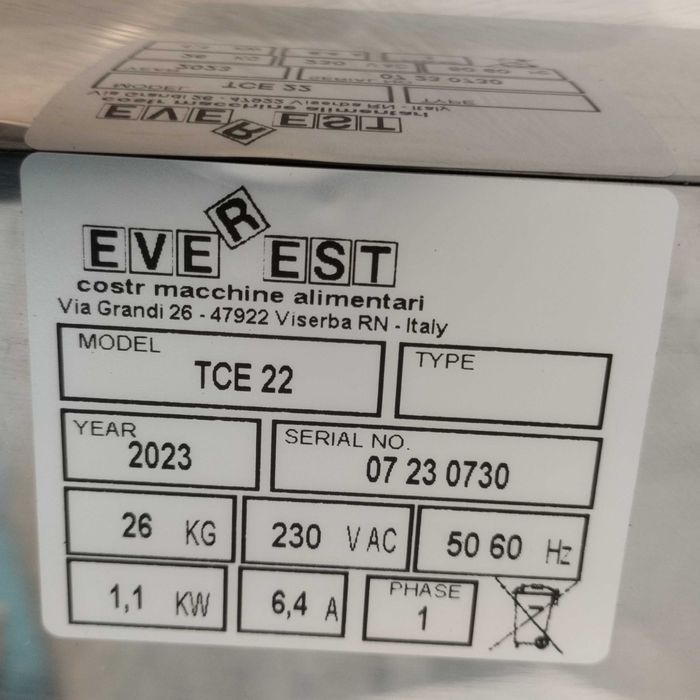 EVEREST
costr macchine alimentari
Via Grandi 26 - 47922 Viserba RN - Italy
MODEL TCE 22
TYPE
YEAR 2023
SERIAL NO. 07 23 0730
26 KG
230 V AC
50 60 Hz
1,1 KW
6,4 A
PHASE 1